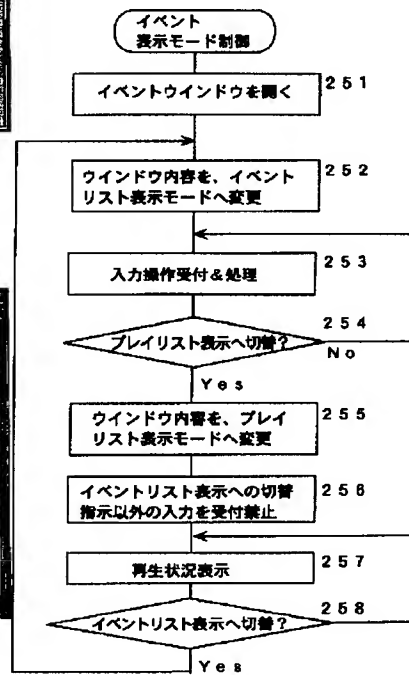 イベント
表示モード制御
イベントウインドウを開く
251
ウインドウ内容を、イベント
リスト表示モードへ変更
252
入力操作受付&処理
253
プレイリスト表示へ切替?
254
No
Yes
ウインドウ内容を、プレイ
リスト表示モードへ変更
255
イベントリスト表示への切替
指示以外の入力を受付禁止
256
再生状況表示
257
イベントリスト表示へ切替?
258
Yes